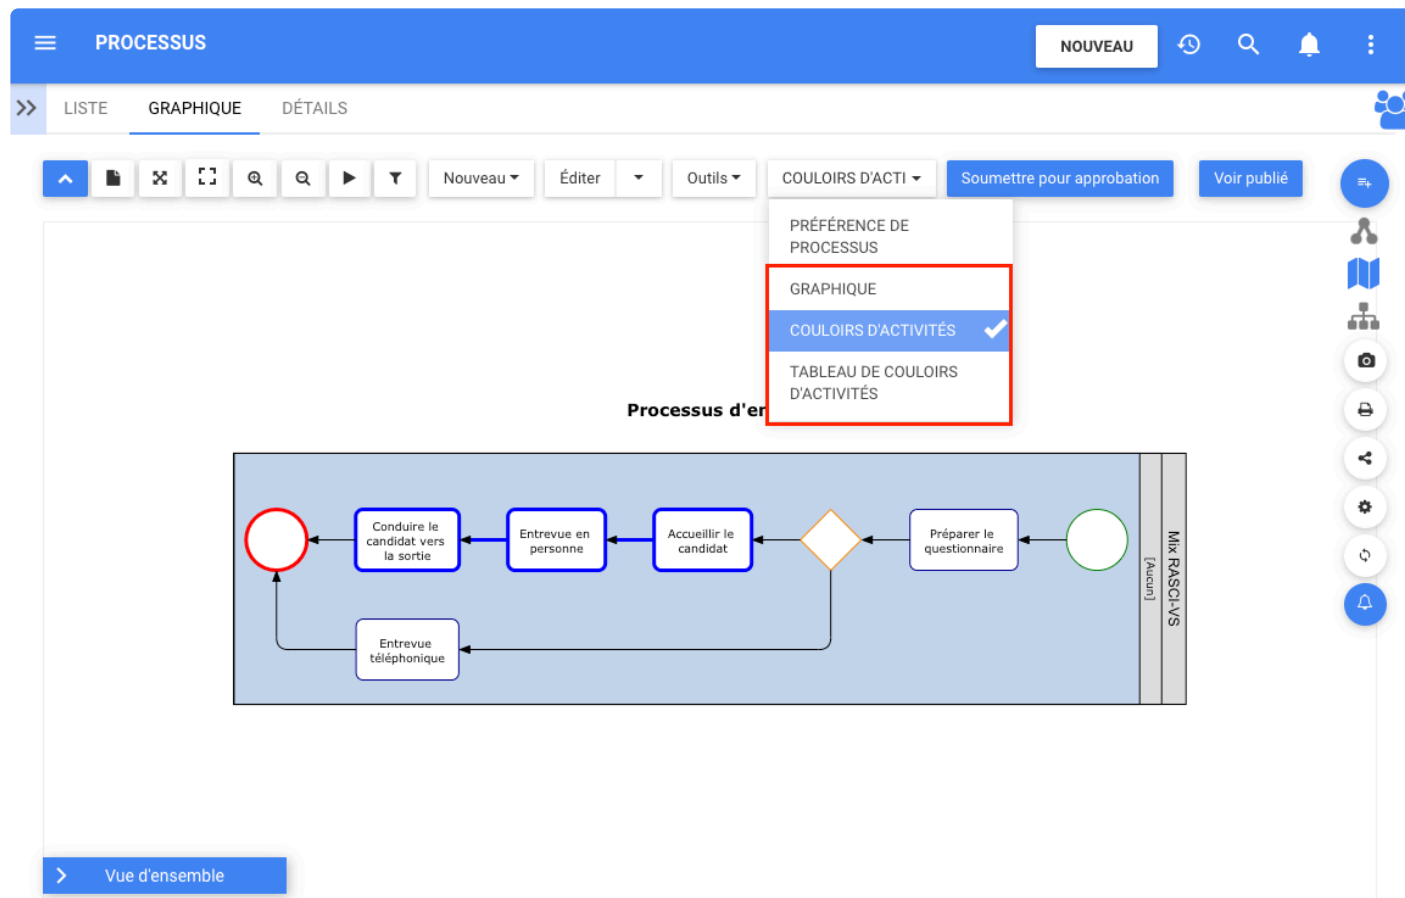 PROCESSUS
NOUVEAU
LISTE
GRAPHIQUE
DÉTAILS
Nouveau
Éditer
Outils
COULOIRS D'ACTI
Soumettre pour approbation
Voir publié
PRÉFÉRENCE DE
PROCESSUS
GRAPHIQUE
COULOIRS D'ACTIVITÉS
TABLEAU DE COULOIRS
D'ACTIVITÉS
Processus d'er
Conduire le
candidat vers
la sortie
Entrevue en
personne
Accueillir le
candidat
Préparer le
questionnaire
[Aucun]
Mix RASCI-VS
Entrevue
téléphonique
Vue d'ensemble